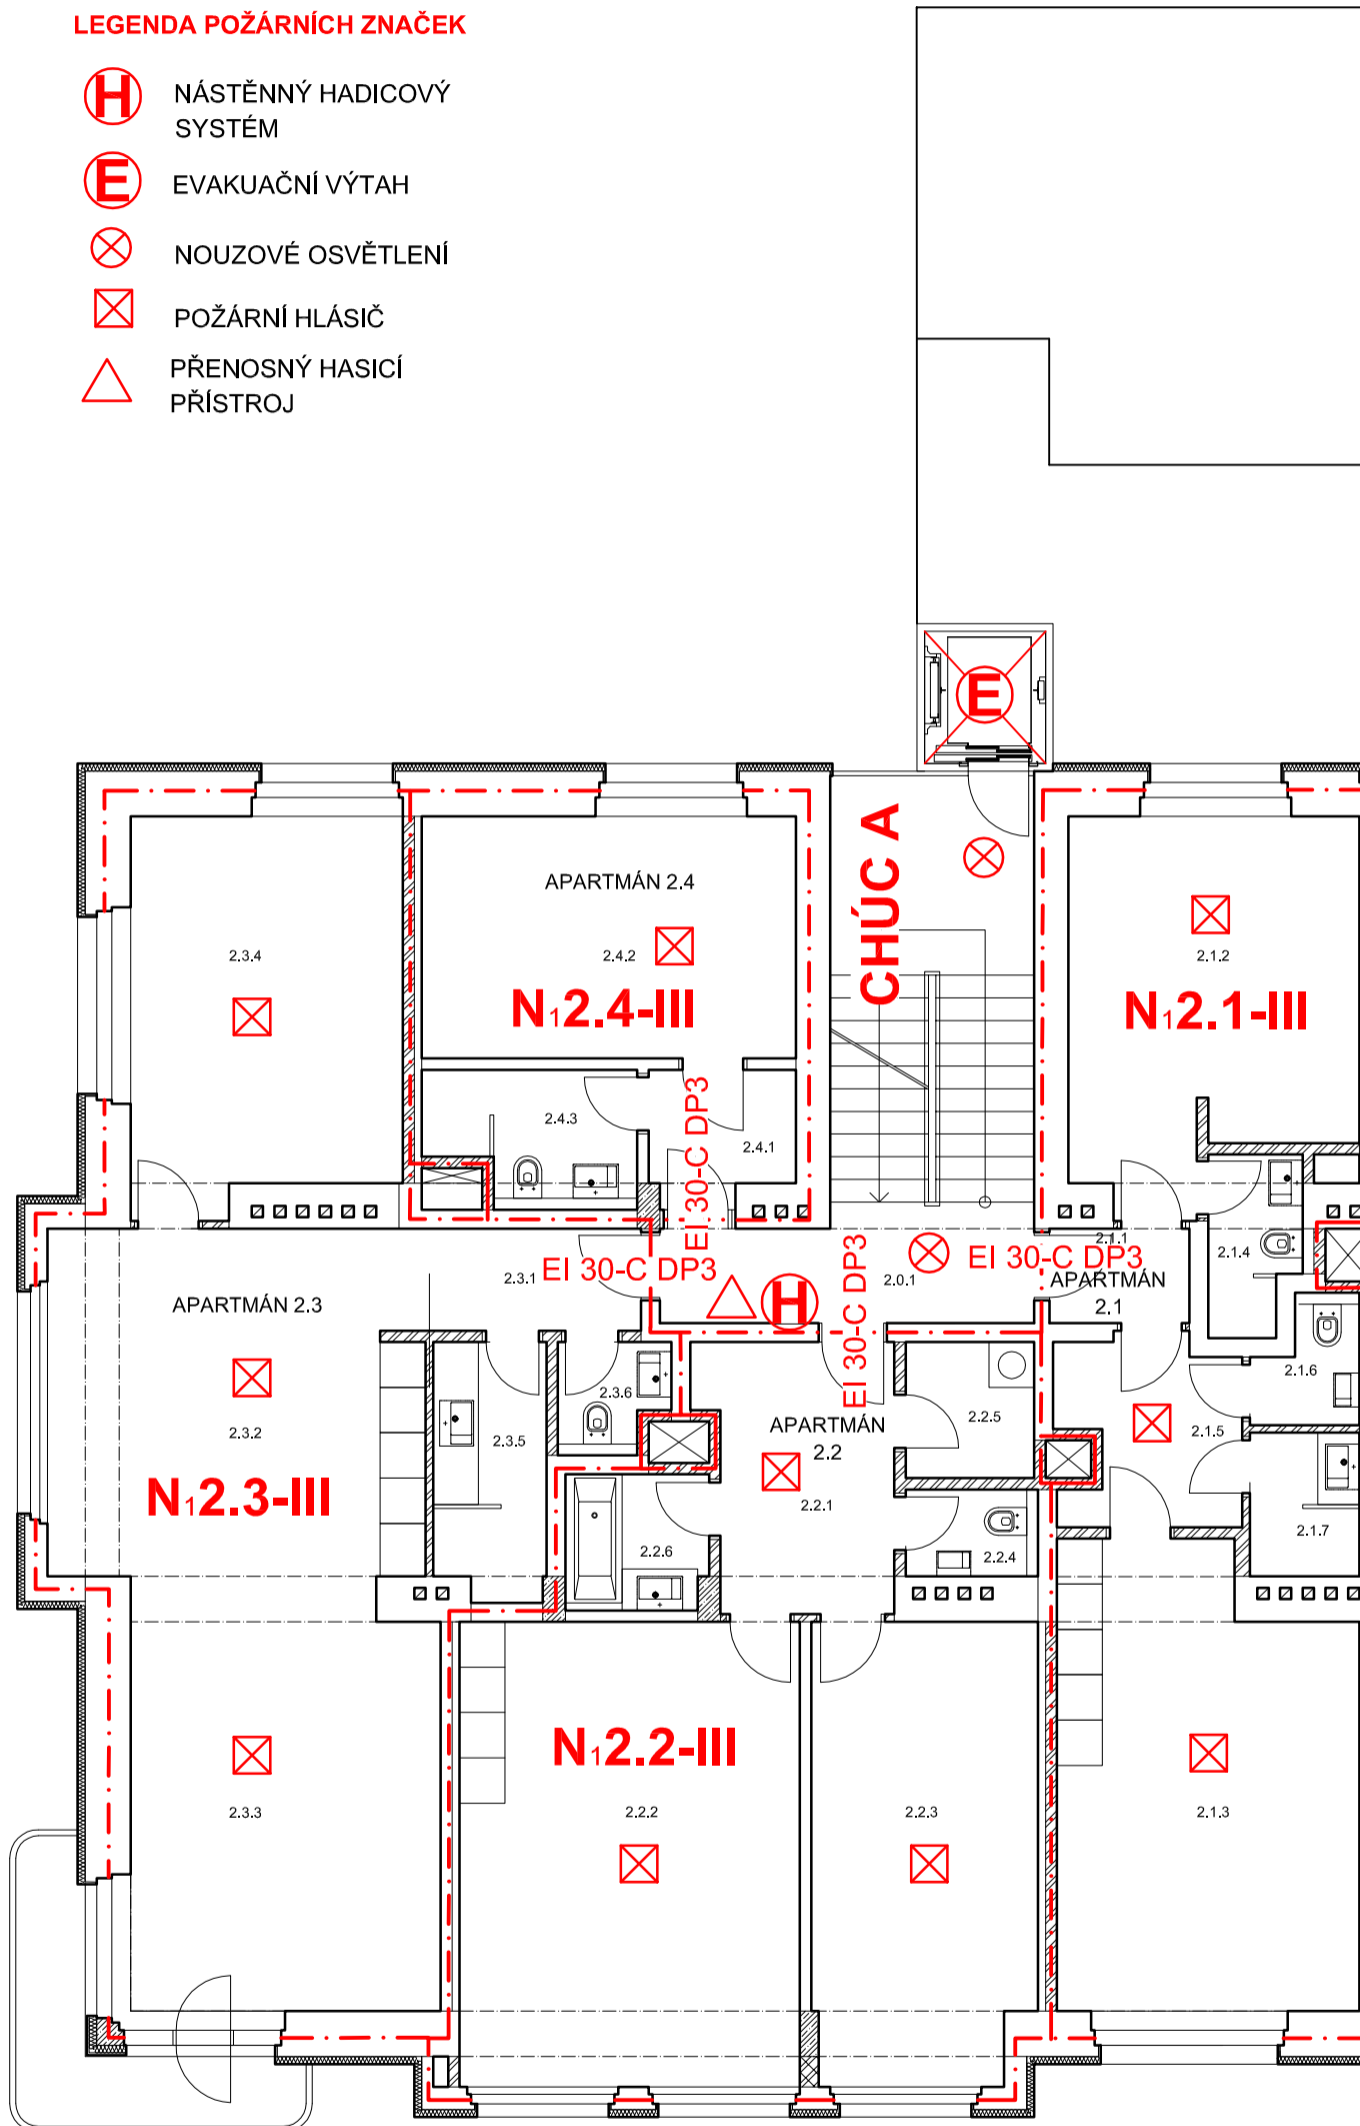 LEGENDA POŽÁRNÍCH ZNAČEK
H NÁSTĚNNÝ HADICOVÝ
SYSTÉM
E EVAKUAČNÍ VÝTAH
NOUZOVÉ OSVĚTLENÍ
POŽÁRNÍ HLÁSIČ
PŘENOSNÝ HASICÍ
PŘÍSTROJ
E
CHÚC A
APARTMÁN 2.4
2.3.4
2.4.2
2.1.2
N12.4-III
N12.1-III
2.4.3
2.4.1
EI 30-C DP3
2.1.1
2.1.4
2.3.1
EI 30-C DP3
2.0.1
EI 30-C DP3
APARTMÁN
2.1
APARTMÁN 2.3
H
EI 30-C DP3
2.1.6
2.3.6
2.3.2
2.3.5
APARTMÁN
2.2
2.2.5
2.1.5
N12.3-III
2.2.1
2.2.6
2.2.4
2.1.7
N12.2-III
2.3.3
2.2.2
2.2.3
2.1.3